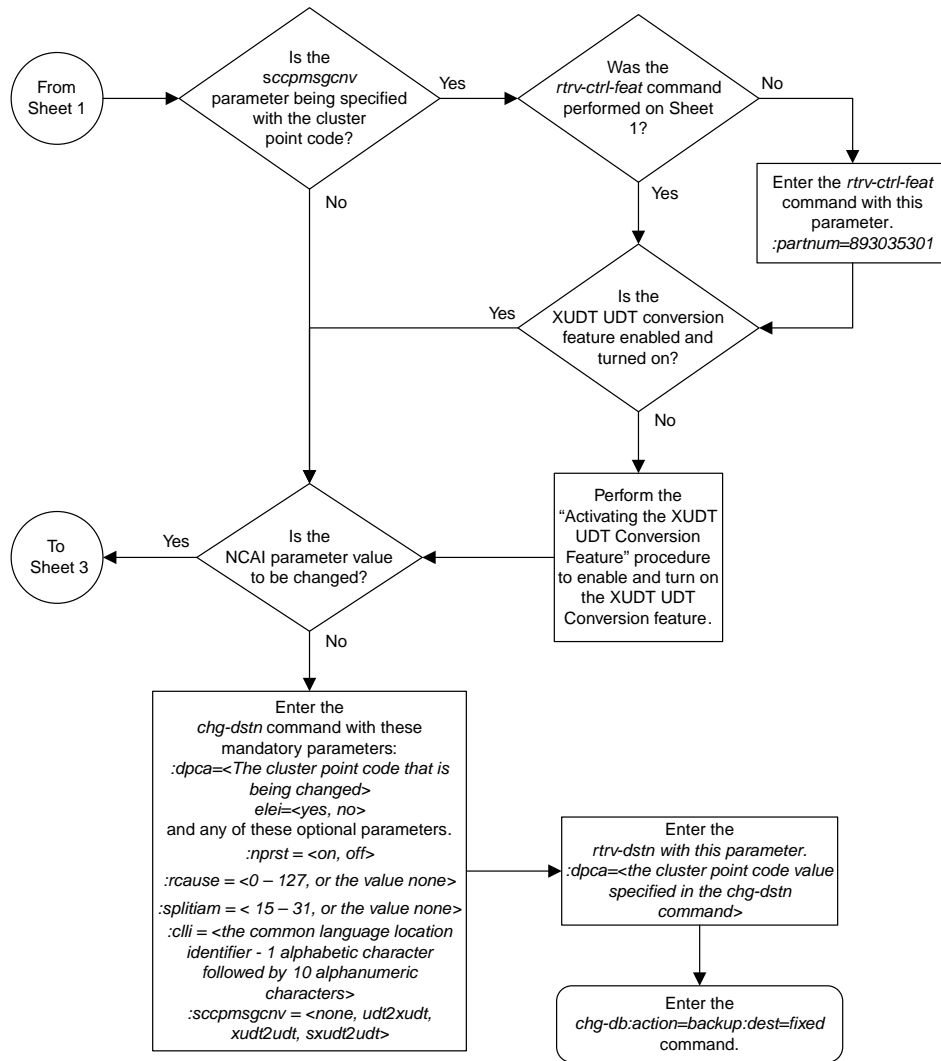 From
Sheet 1
Is the
sccpmsgcnv
parameter being specified
with the cluster
point code?
Yes
No
Was the
rtrv-ctrl-feat command
performed on Sheet
1?
No
Yes
Enter the rtrv-ctrl-feat
command with this
parameter.
:partnum=893035301
Is the
XUDT UDT conversion
feature enabled and
turned on?
Yes
No
Perform the
“Activating the XUDT
UDT Conversion
Feature” procedure
to enable and turn on
the XUDT UDT
Conversion feature.
Is the
NCAI parameter value
to be changed?
Yes
To
Sheet 3
No
Enter the
chg-dstn command with these
mandatory parameters:
:dpca=<The cluster point code that is
being changed>
elei=<yes, no>
and any of these optional parameters.
:nprst = <on, off>
:rcause = <0 – 127, or the value none>
:splitiam = < 15 – 31, or the value none>
:clli = <the common language location
identifier - 1 alphabetic character
followed by 10 alphanumeric
characters>
:sccpmsgcnv = <none, udt2xudt,
xudt2udt, sxudt2udt>
Enter the
rtrv-dstn with this parameter.
:dpca=<the cluster point code value
specified in the chg-dstn
command>
Enter the
chg-db:action=backup:dest=fixed
command.